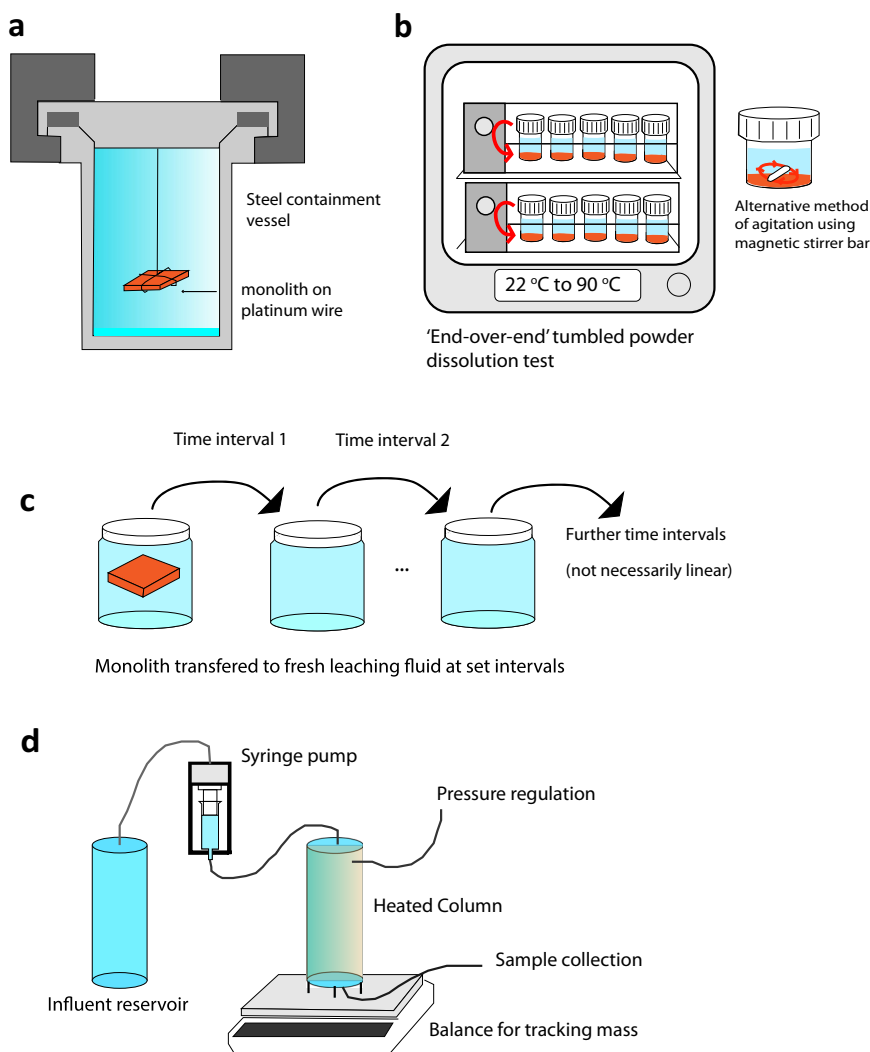 a
Steel containment
vessel
monolith on
platinum wire
b
22 °C to 90 °C
Alternative method
of agitation using
magnetic stirrer bar
‘End-over-end’ tumbled powder
dissolution test
c
Time interval 1
Time interval 2
...
Further time intervals
(not necessarily linear)
Monolith transfered to fresh leaching fluid at set intervals
d
Syringe pump
Pressure regulation
Heated Column
Sample collection
Influent reservoir
Balance for tracking mass